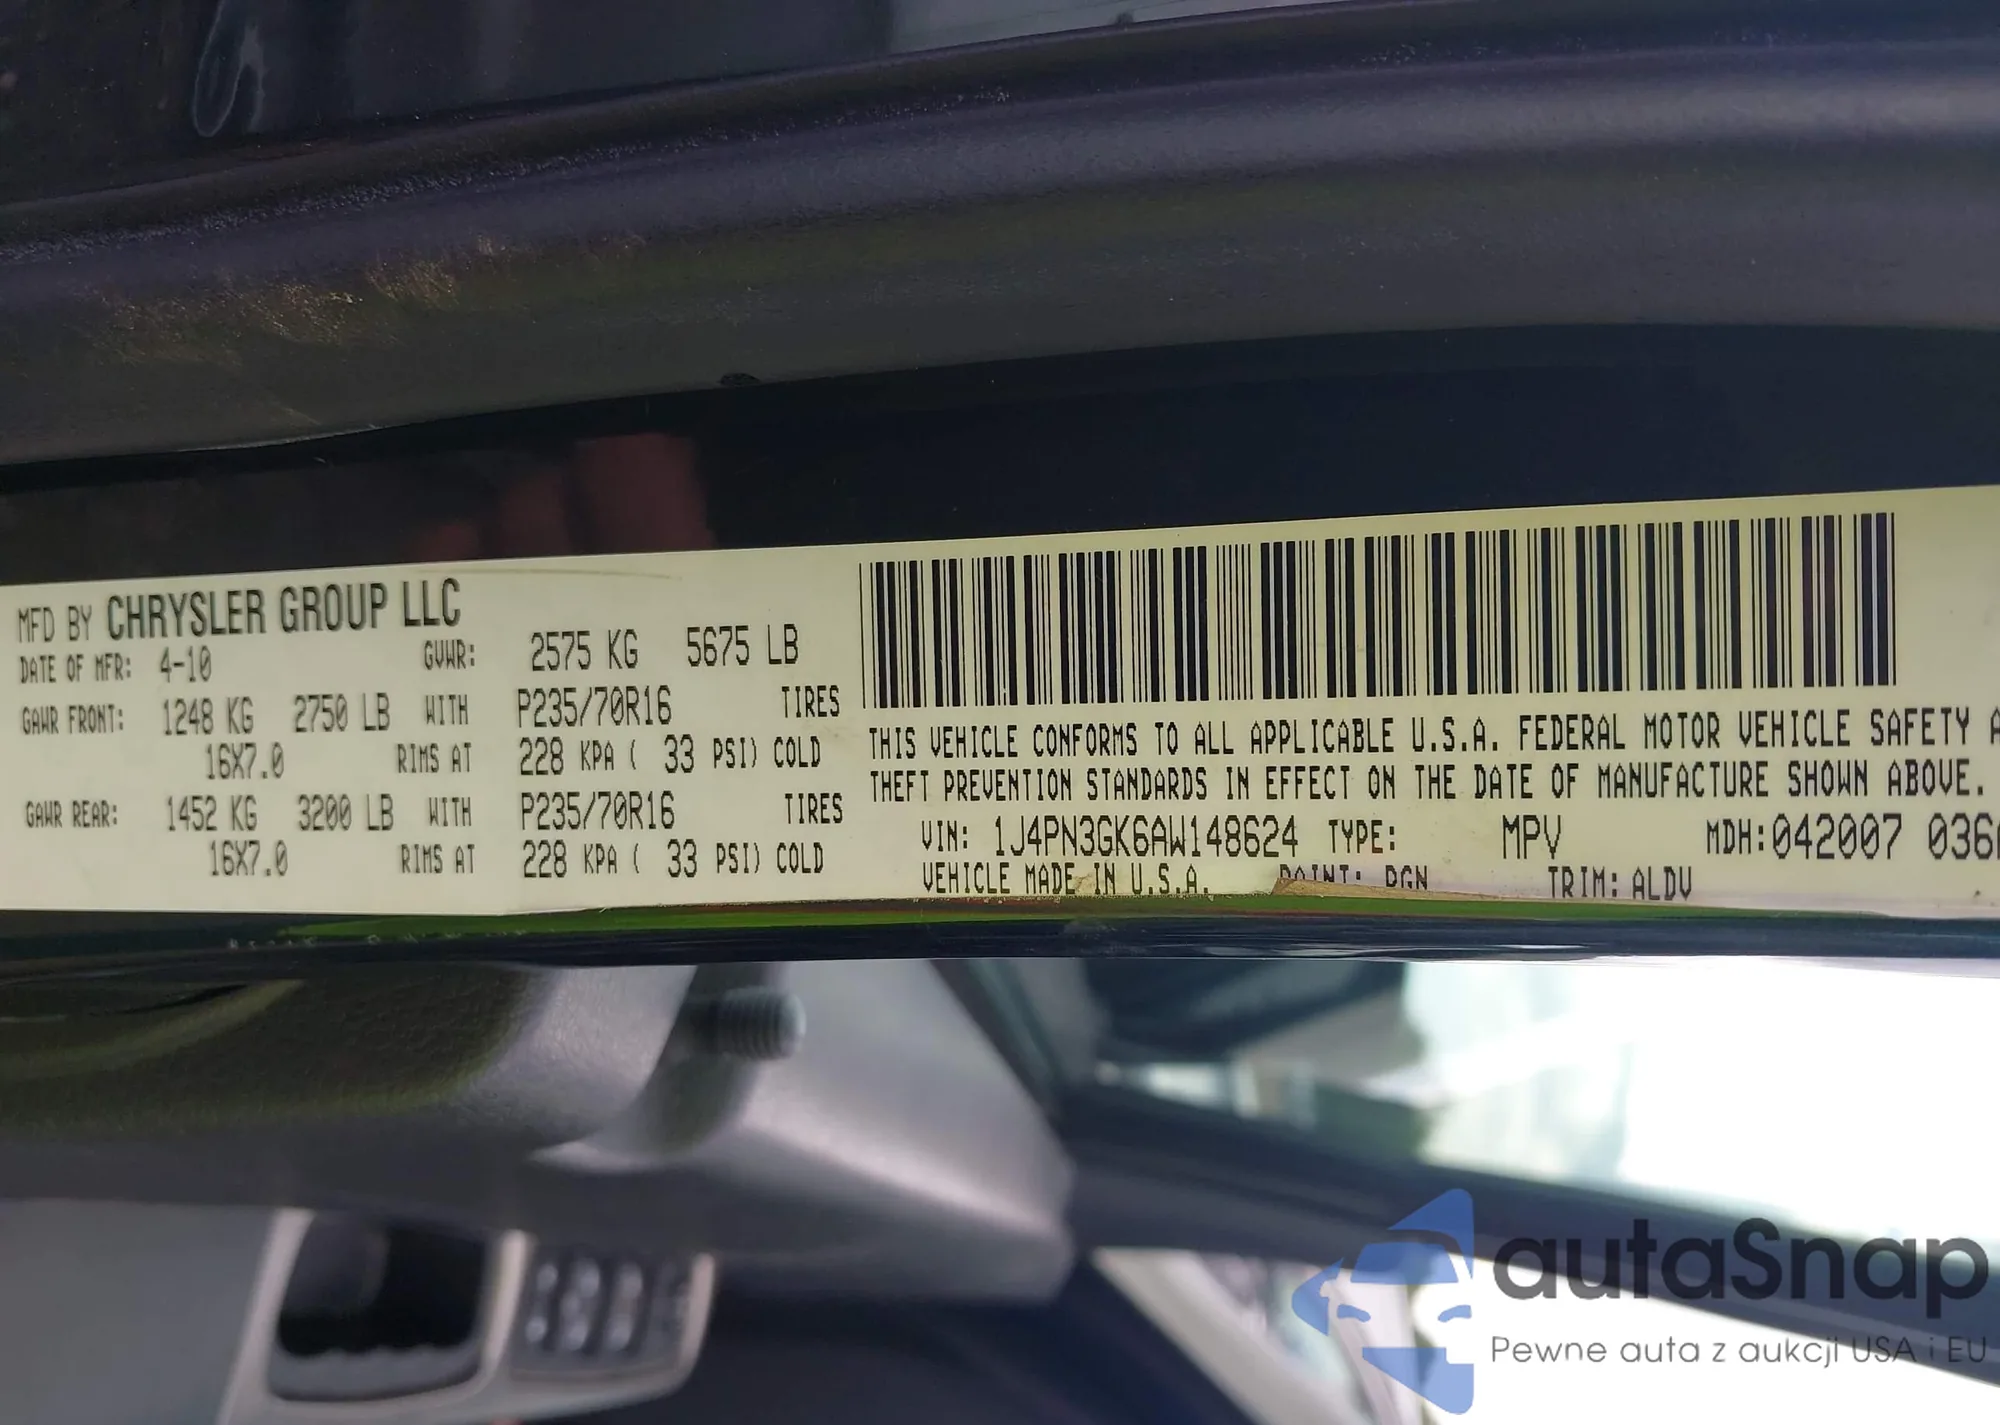 MFD BY CHRYSLER GROUP LLC
DATE OF MFR: 4-10 GVWR: 2575 KG 5675 LB
GAWR FRONT: 1248 KG 2750 LB WITH P235/70R16 TIRES
16X7.0 RIMS AT 228 KPA ( 33 PSI) COLD
GAWR REAR: 1452 KG 3200 LB WITH P235/70R16 TIRES
16X7.0 RIMS AT 228 KPA ( 33 PSI) COLD
THIS VEHICLE CONFORMS TO ALL APPLICABLE U.S.A. FEDERAL MOTOR VEHICLE SAFETY A
THEFT PREVENTION STANDARDS IN EFFECT ON THE DATE OF MANUFACTURE SHOWN ABOVE.
VIN: 1J4PN3GK6AW148624 TYPE: MPV MDH:042007 036
VEHICLE MADE IN U.S.A. PAINT: TRIM: ALDV
autaSnap
Pewne auta z aukcji USA i EU